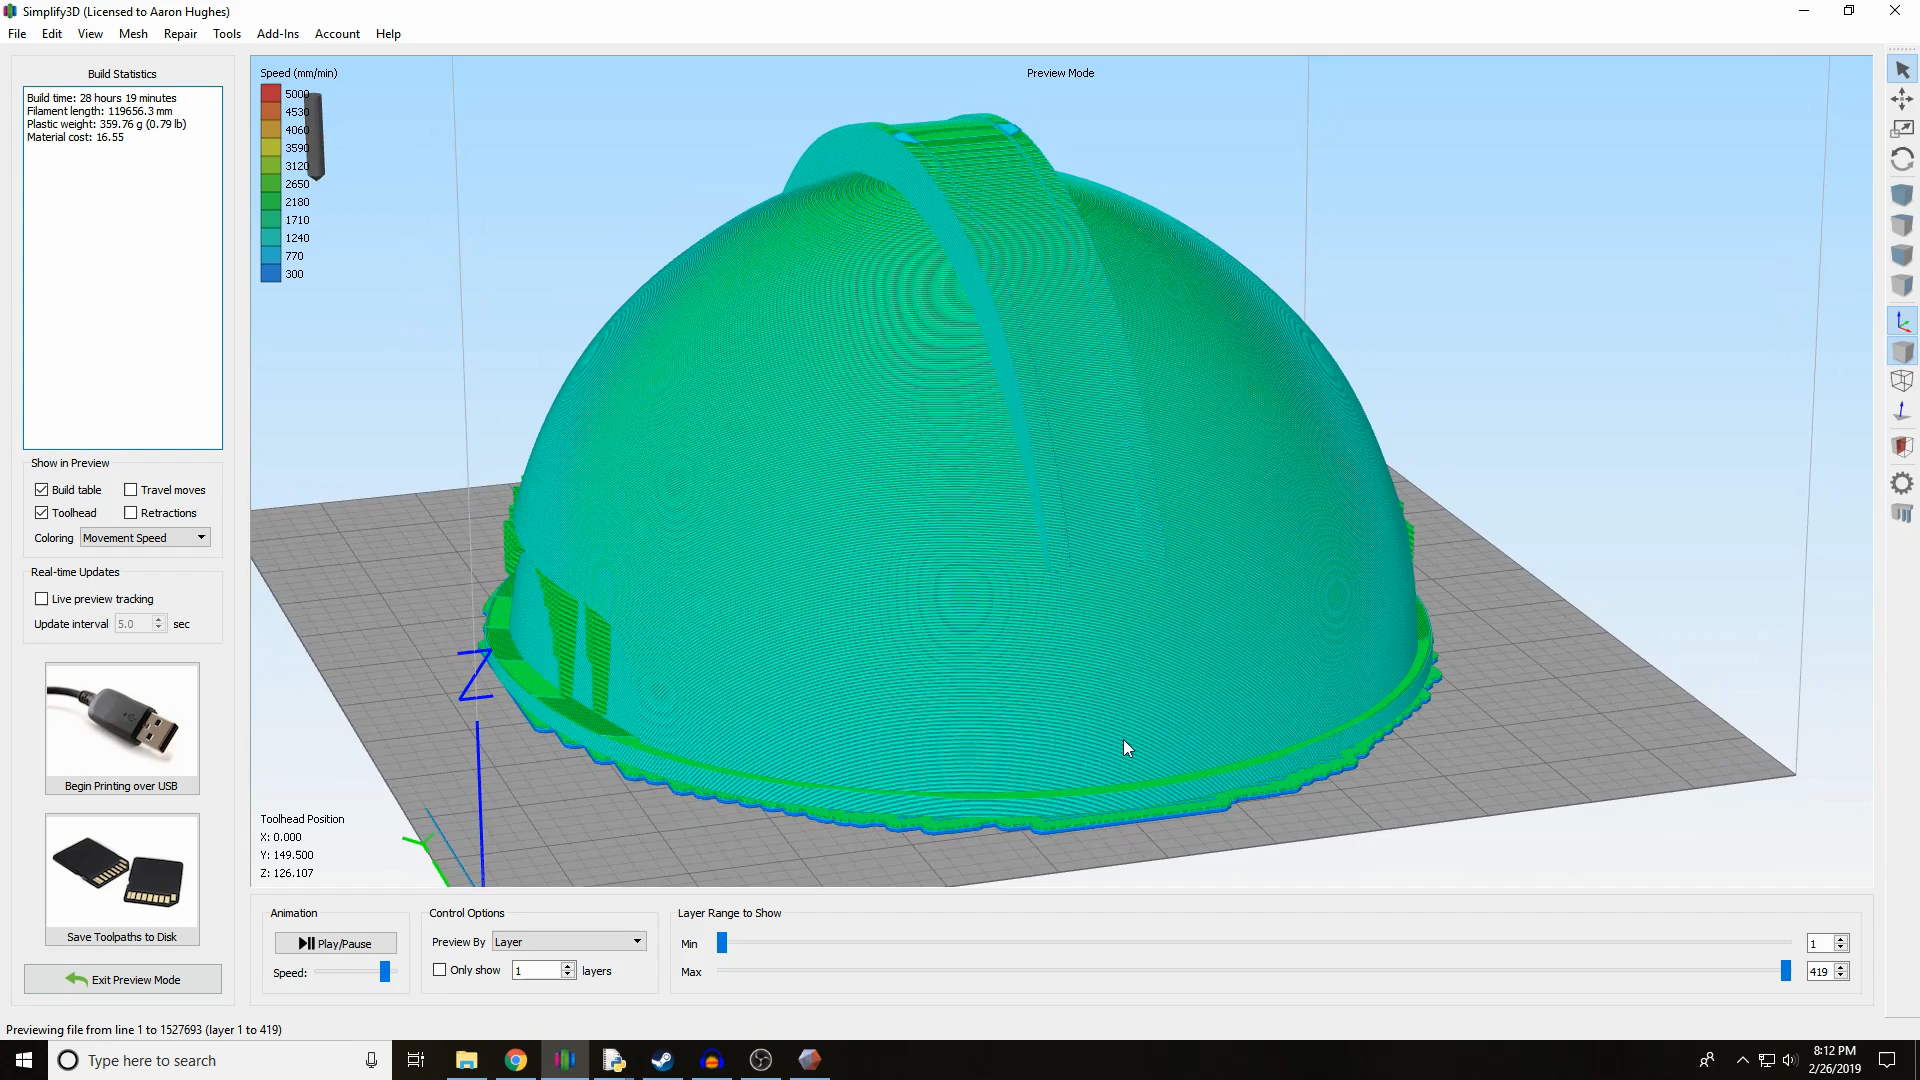 Simplify3D (Licensed to Aaron Hughes)
File Edit View Mesh Repair Tools Add-Ins Account Help
Build Statistics
Build time: 28 hours 19 minutes
Filament length: 119656.3 mm
Plastic weight: 359.76 g (0.79 lb)
Material cost: 16.55
Show in Preview
Build table Travel moves
Toolhead Retractions
Coloring Movement Speed
Real-time Updates
Live preview tracking
Update interval 5.0 sec
Begin Printing over USB
Save Toolpaths to Disk
Exit Preview Mode
Speed (mm/min)
5000
4530
4060
3590
3120
2650
2180
1710
1240
770
300
Preview Mode
Z
Y
Toolhead Position
X: 0.000
Y: 149.500
Z: 126.107
Animation
Play/Pause
Speed:
Control Options
Preview By Layer
Only show 1 layers
Layer Range to Show
Min 1
Max 419
Previewing file from line 1 to 1527693 (layer 1 to 419)
Type here to search
8:12 PM
2/26/2019